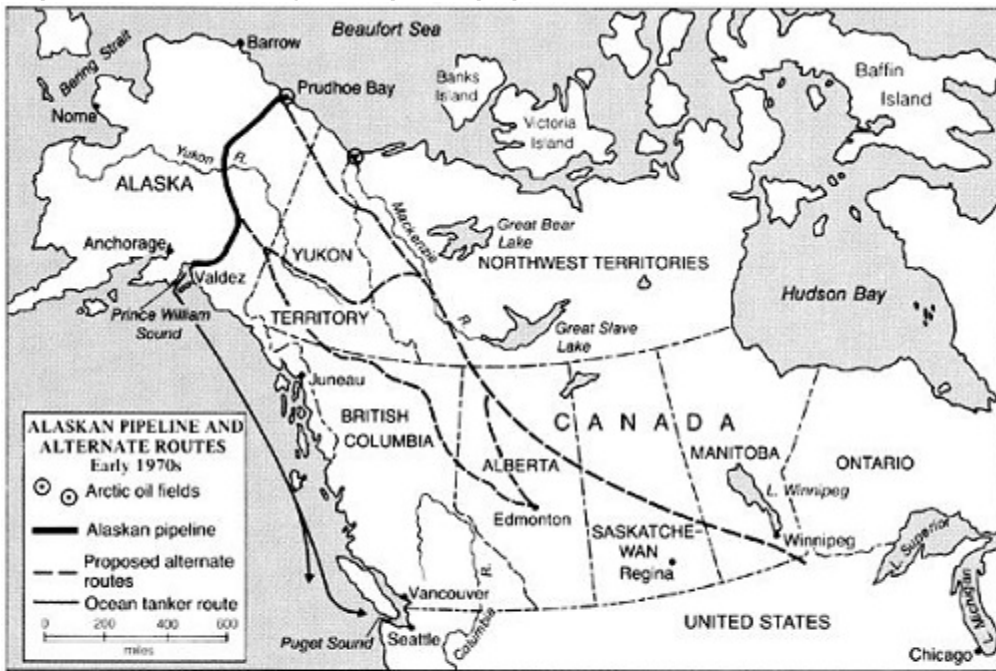 Beaufort Sea
Barrow
Bering Strait
Banks
Island
Baffin
Island
Prudhoe Bay
Nome
Victoria
Island
Yukon R.
ALASKA
Mackenzie R.
Great Bear
Lake
Anchorage
YUKON
TERRITORY
NORTHWEST TERRITORIES
Hudson Bay
Valdez
Prince William
Sound
Great Slave
Lake
Juneau
BRITISH
COLUMBIA
CANADA
ALBERTA
MANITOBA
ONTARIO
L. Winnipeg
Edmonton
SASKATCHE-
WAN
Regina
Winnipeg
L. Superior
Vancouver
Puget Sound
Seattle
Columbia R.
UNITED STATES
L. Michigan
Chicago
ALASKAN PIPELINE AND
ALTERNATE ROUTES
Early 1970s
Arctic oil fields
Alaskan pipeline
Proposed alternate
routes
Ocean tanker route
0 200 400 600
miles